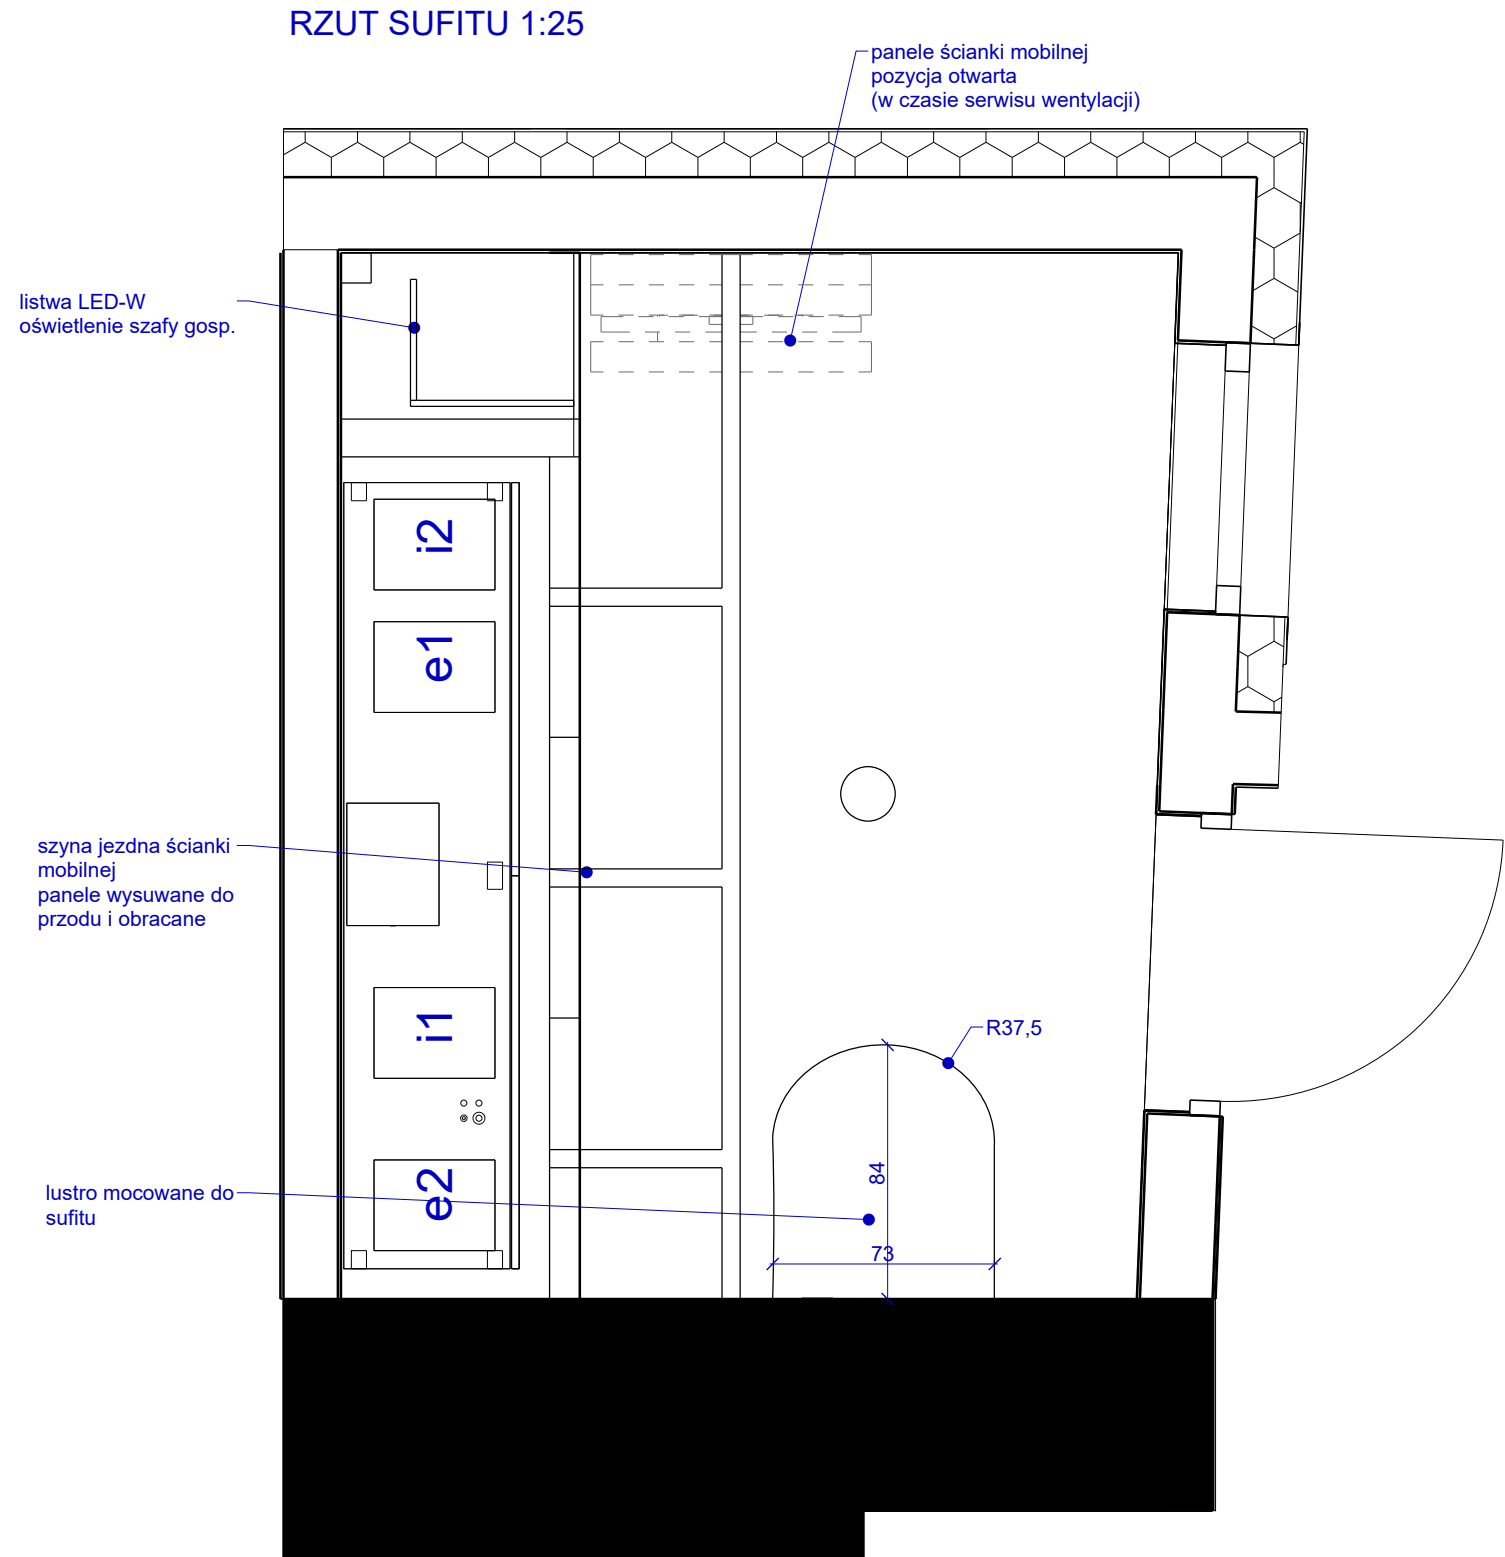 RZUT SUFITU 1:25
panele ścianki mobilnej
pozycja otwarta
(w czasie serwisu wentylacji)
listwa LED-W
oświetlenie szafy gosp.
i2
e1
szyna jezdna ścianki
mobilnej
panele wysuwane do
przodu i obracane
i1
R37,5
e2
84
lustro mocowane do
sufitu
73